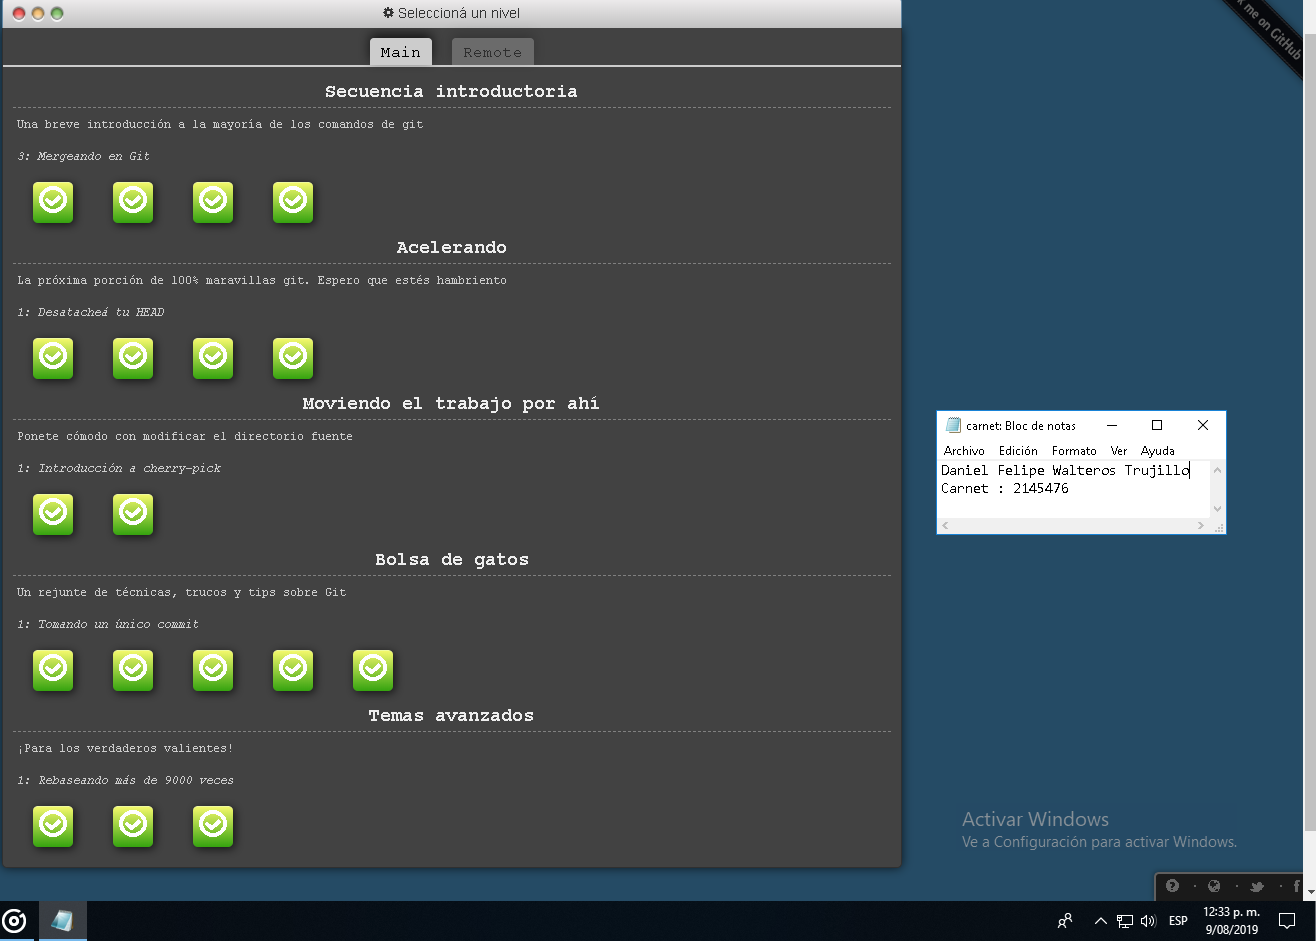 Seleccioná un nivel
k me on GitHub
Main
Remote
Secuencia introductoria
Una breve introducción a la mayoría de los comandos de git
3: Mergeando en Git
Acelerando
La próxima porción de 100% maravillas git. Espero que estés hambriento
1: Desatacheá tu HEAD
Moviendo el trabajo por ahí
Ponete cómodo con modificar el directorio fuente
1: Introducción a cherry-pick
Bolsa de gatos
Un rejunte de técnicas, trucos y tips sobre Git
1: Tomando un único commit
Temas avanzados
¡Para los verdaderos valientes!
1: Rebaseando más de 9000 veces
carnet: Bloc de notas
Archivo Edición Formato Ver Ayuda
Daniel Felipe Walteros Trujillo
Carnet : 2145476
Activar Windows
Ve a Configuración para activar Windows.
ESP
12:33 p. m.
9/08/2019